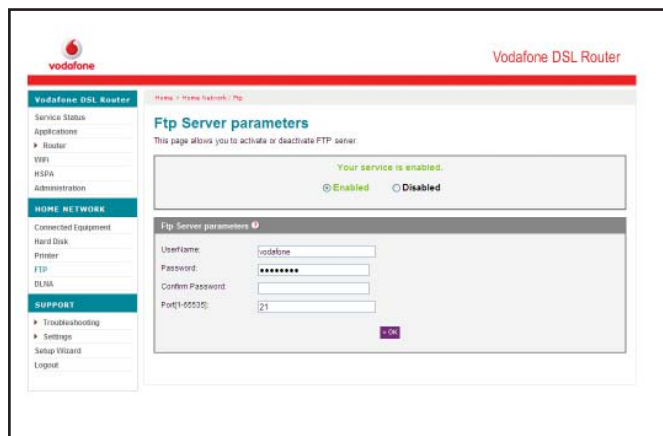 vodafone
Vodafone DSL Router
Vodafone DSL Router
Service Status
Applications
Router
WiFi
HSPA
Administration
HOME NETWORK
Connected Equipment
Hard Disk
Printer
FTP
DLNA
SUPPORT
Troubleshooting
Settings
Setup Wizard
Logout
Home > Home Network / Ftp
Ftp Server parameters
This page allows you to activate or deactivate FTP server.
Your service is enabled.
Enabled Disabled
Ftp Server parameters ?
UserName: vodafone
Password: ••••••••
Confirm Password:
Port[1-65535]: 21
» OK